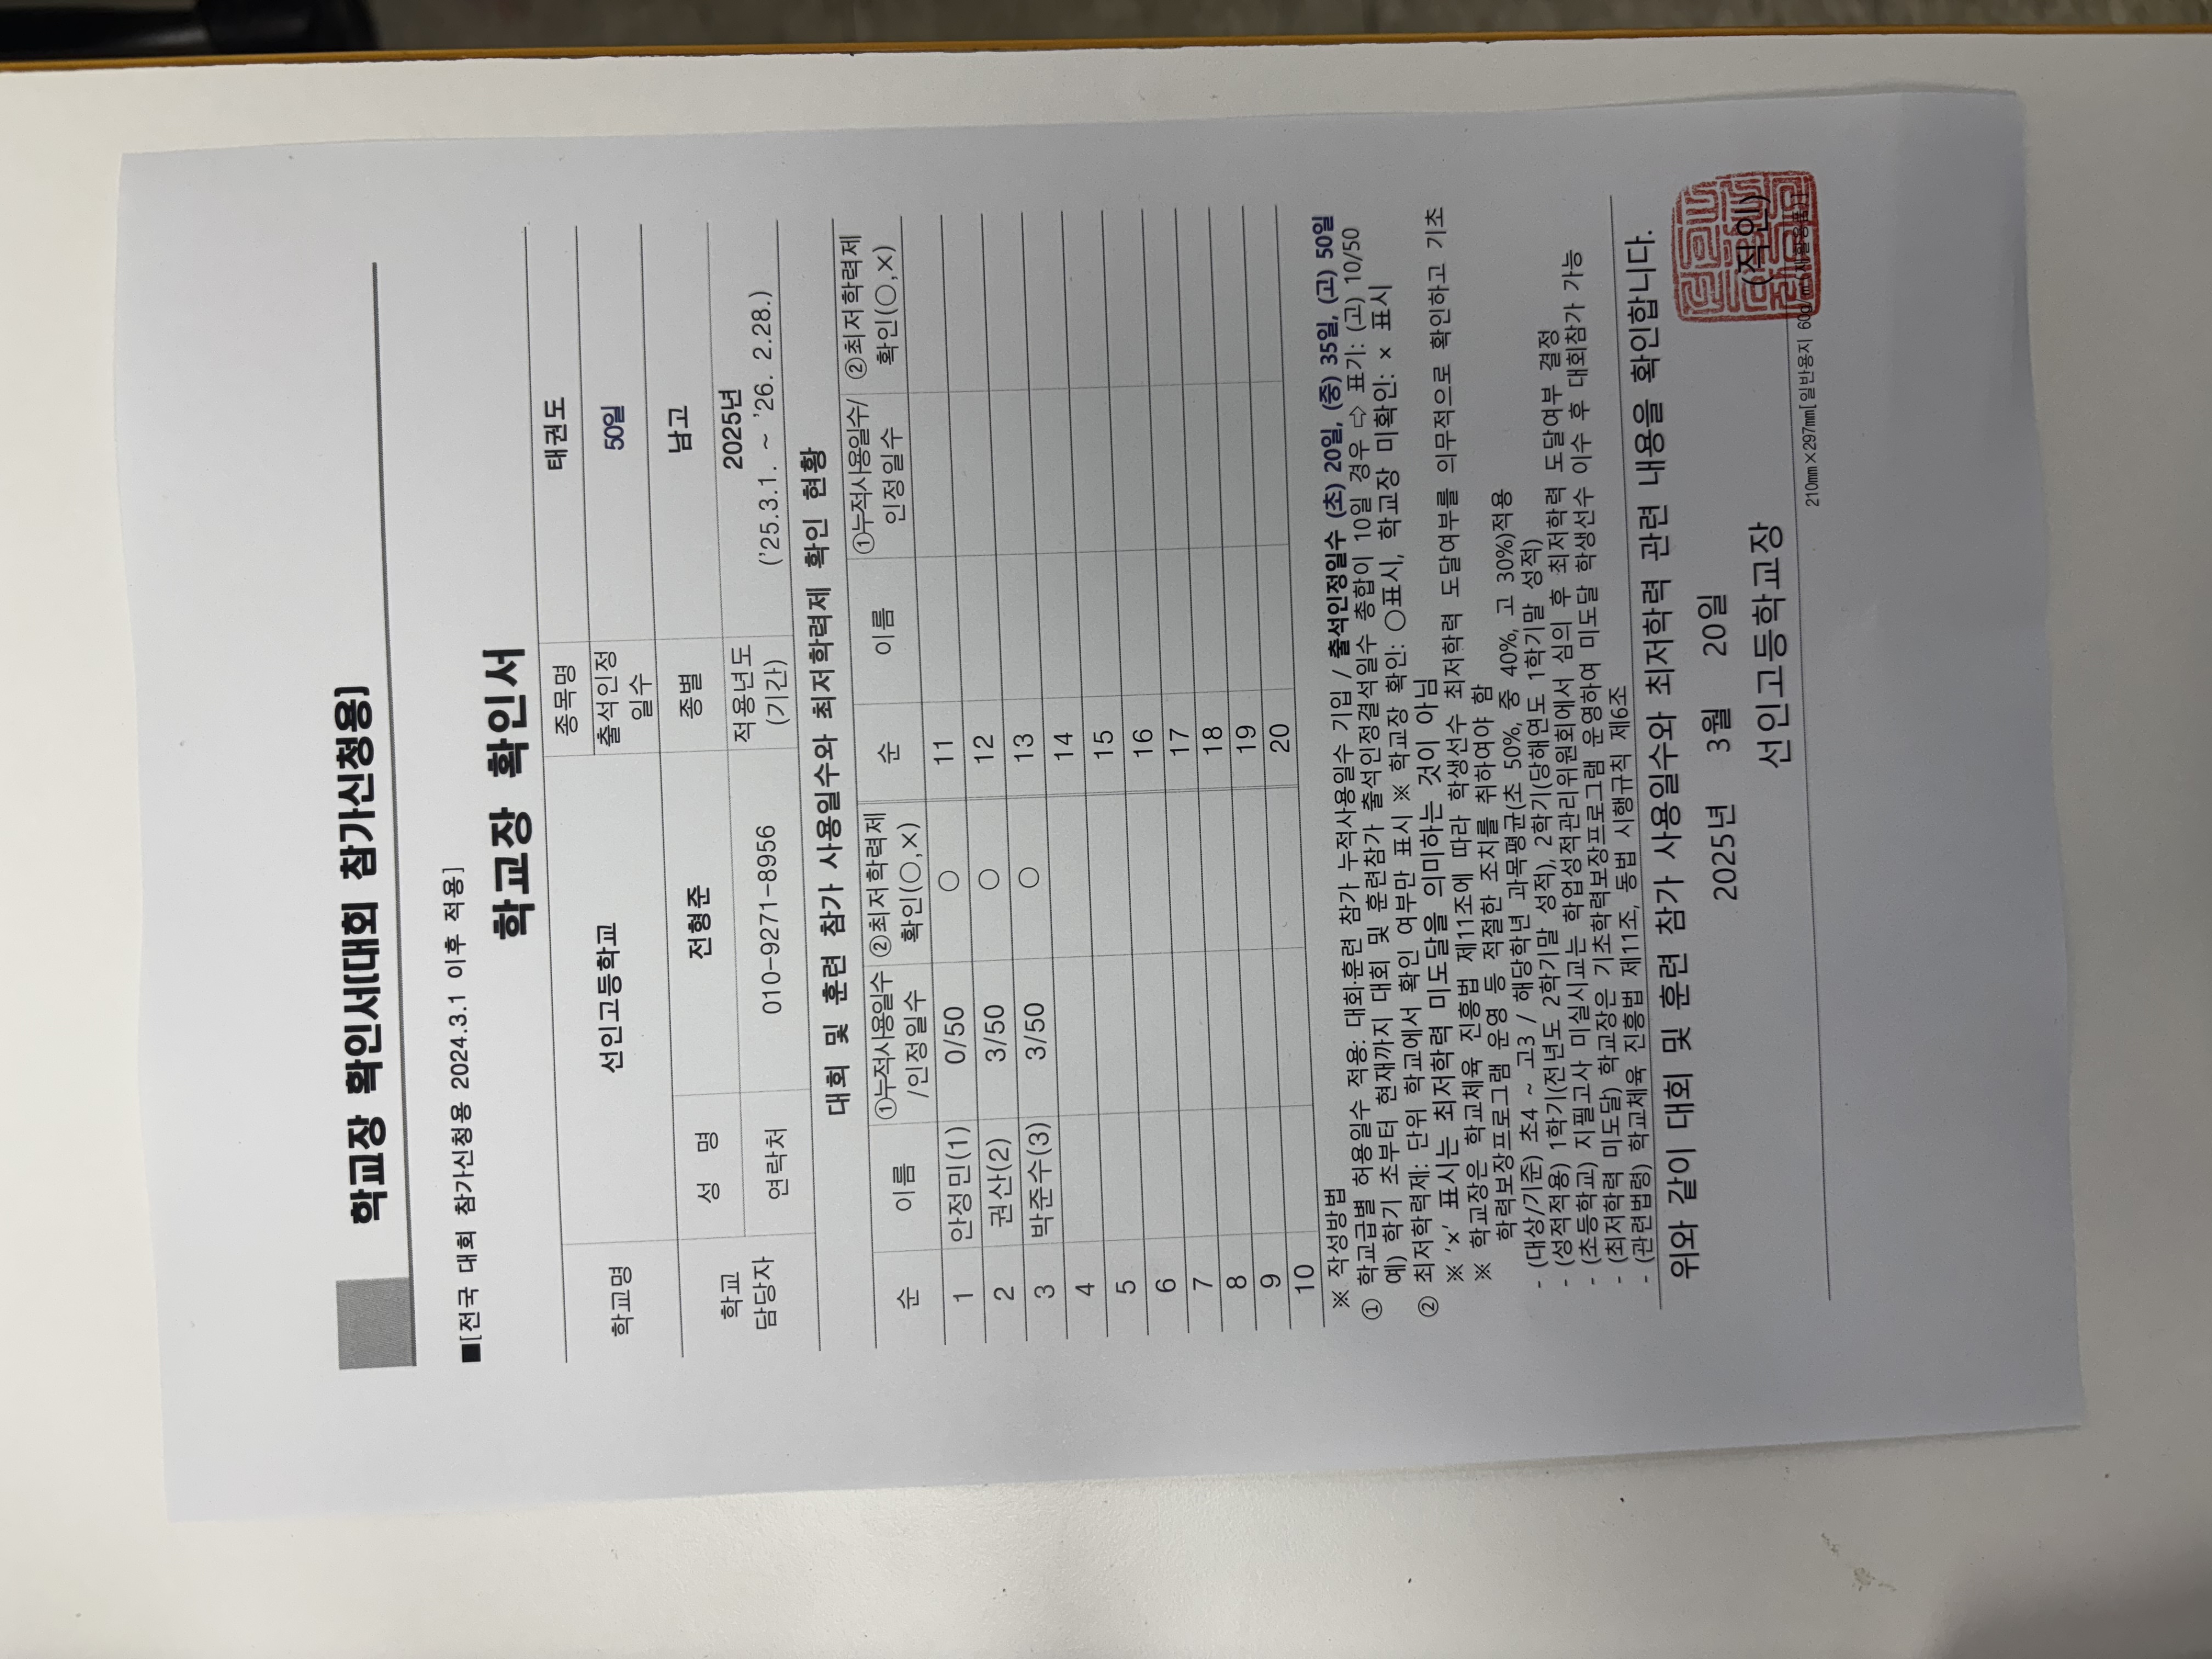 학교장 확인서[대회 참가신청용]
■[전국 대회 참가신청용 2024.3.1 이후 적용]
학교장 확인서
학교명 선인고등학교 종목명 태권도
출석인정일수 50일
학교 담당자 성 명 전형준 종별 남고
연락처 010-9271-8956 적용년도(기간) 2025년 ('25.3.1. ~ '26. 2.28.)
대회 및 훈련 참가 사용일수와 최저학력제 확인 현황
순 이름 ①누적사용일수/인정일수 ②최저학력제 확인(○,×) 순 이름 ①누적사용일수/인정일수 ②최저학력제 확인(○,×)
1 안정민(1) 0/50 ○ 11
2 권산(2) 3/50 ○ 12
3 박준수(3) 3/50 ○ 13
4 14
5 15
6 16
7 17
8 18
9 19
10 20
※ 작성방법
① 학교급별 허용일수 적용: 대회·훈련 참가 누적사용일수 기입 / 출석인정일수 (초) 20일, (중) 35일, (고) 50일
예) 학기 초부터 현재까지 대회 및 훈련참가 출석인정결석일수 총합이 10일 경우 ⇨ 표기: (고) 10/50
② 최저학력제: 단위 학교에서 확인 여부만 표시 ※ 학교장 확인: ○표시, 학교장 미확인: × 표시
※ 'x' 표시는 최저학력 미도달을 의미하는 것이 아님
※ 학교장은 학교체육 진흥법 제11조에 따라 학생선수 최저학력 도달여부를 의무적으로 확인하고 기초
학력보장프로그램 운영 등 적절한 조치를 취하여야 함
- (대상/기준) 초4 ~ 고3 / 해당학년 과목평균(초 50%, 중 40%, 고 30%)적용
- (성적적용) 1학기(전년도 2학기말 성적), 2학기(당해연도 1학기말 성적)
- (초등학교) 지필고사 미실시교는 학업성적관리위원회에서 심의 후 최저학력 도달여부 결정
- (최저학력 미도달) 학교장은 기초학력보장프로그램 운영하여 미도달 학생선수 이수 후 대회참가 가능
- (관련법령) 학교체육 진흥법 제11조, 동법 시행규칙 제6조
위와 같이 대회 및 훈련 참가 사용일수와 최저학력 관련 내용을 확인합니다.
2025년 3월 20일
선인고등학교장 (직인)
210㎜×297㎜[일반용지 60g/㎡(재활용품)]